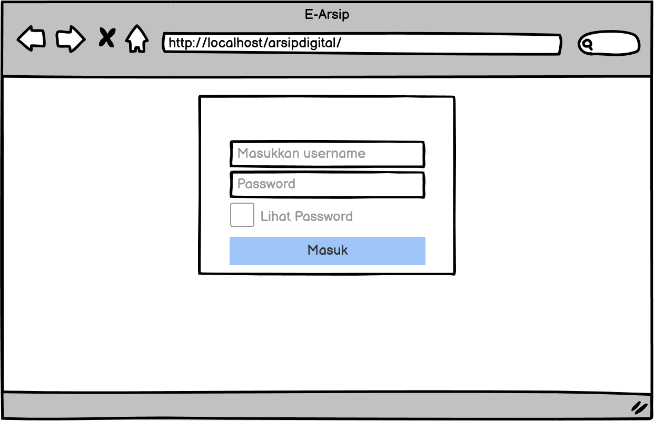 E-Arsip
http://localhost/arsipdigital/
Masukkan username
Password
Lihat Password
Masuk